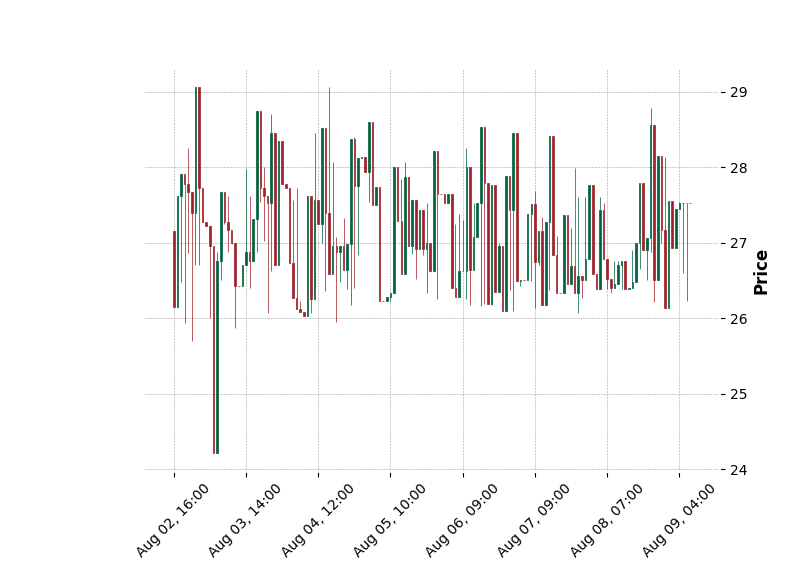 29
28
27
26
25
24
Price
Aug 02, 16:00
Aug 03, 14:00
Aug 04, 12:00
Aug 05, 10:00
Aug 06, 09:00
Aug 07, 09:00
Aug 08, 07:00
Aug 09, 04:00